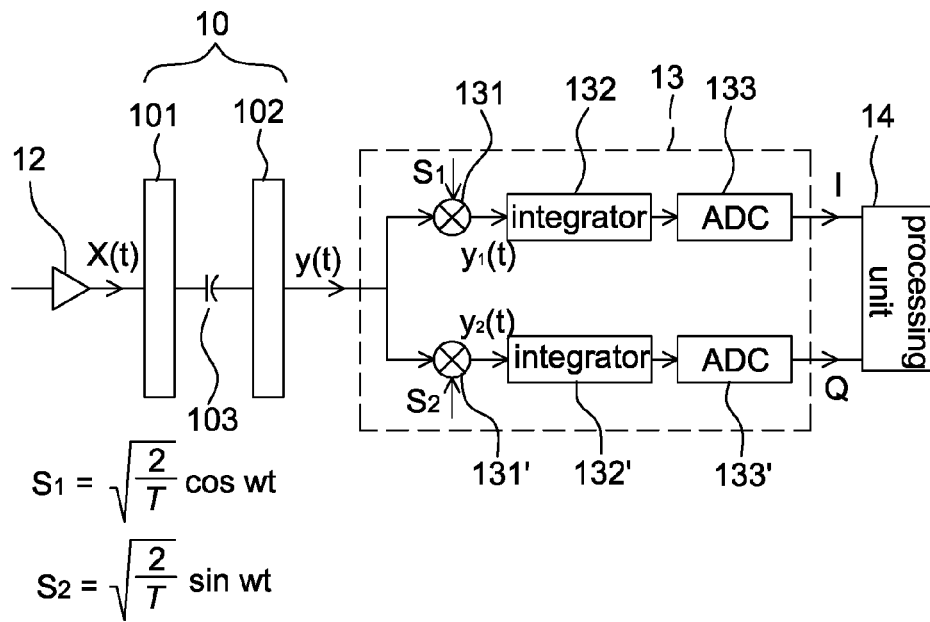 10
101
102
131
132
13
133
14
12
S1
I
X(t)
y(t)
integrator
ADC
y1(t)
processing unit
y2(t)
integrator
ADC
S2
Q
103
131'
132'
133'
S1 = √(2/T) cos wt
S2 = √(2/T) sin wt